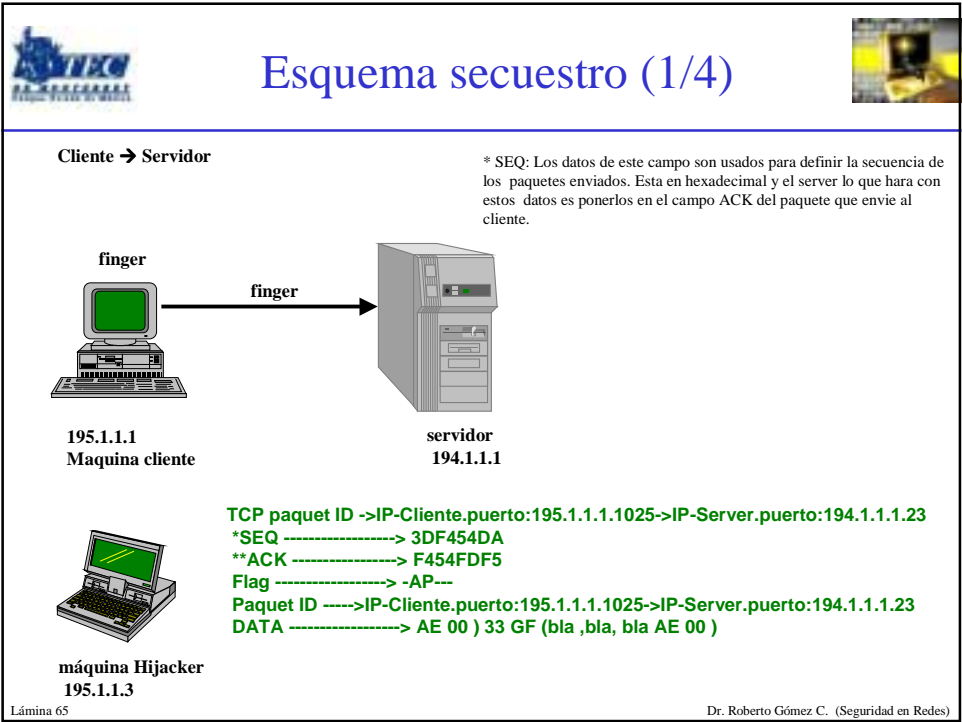 TEC
Esquema secuestro (1/4)
Cliente → Servidor
* SEQ: Los datos de este campo son usados para definir la secuencia de
los paquetes enviados. Esta en hexadecimal y el server lo que hara con
estos datos es ponerlos en el campo ACK del paquete que envie al
cliente.
finger
finger
195.1.1.1
Maquina cliente
servidor
194.1.1.1
TCP paquet ID ->IP-Cliente.puerto:195.1.1.1.1025->IP-Server.puerto:194.1.1.1.23
*SEQ ------------------> 3DF454DA
**ACK -----------------> F454FDF5
Flag ------------------> -AP---
Paquet ID ----->IP-Cliente.puerto:195.1.1.1.1025->IP-Server.puerto:194.1.1.1.23
DATA ------------------> AE 00 ) 33 GF (bla ,bla, bla AE 00 )
máquina Hijacker
195.1.1.3
Lámina 65
Dr. Roberto Gómez C. (Seguridad en Redes)